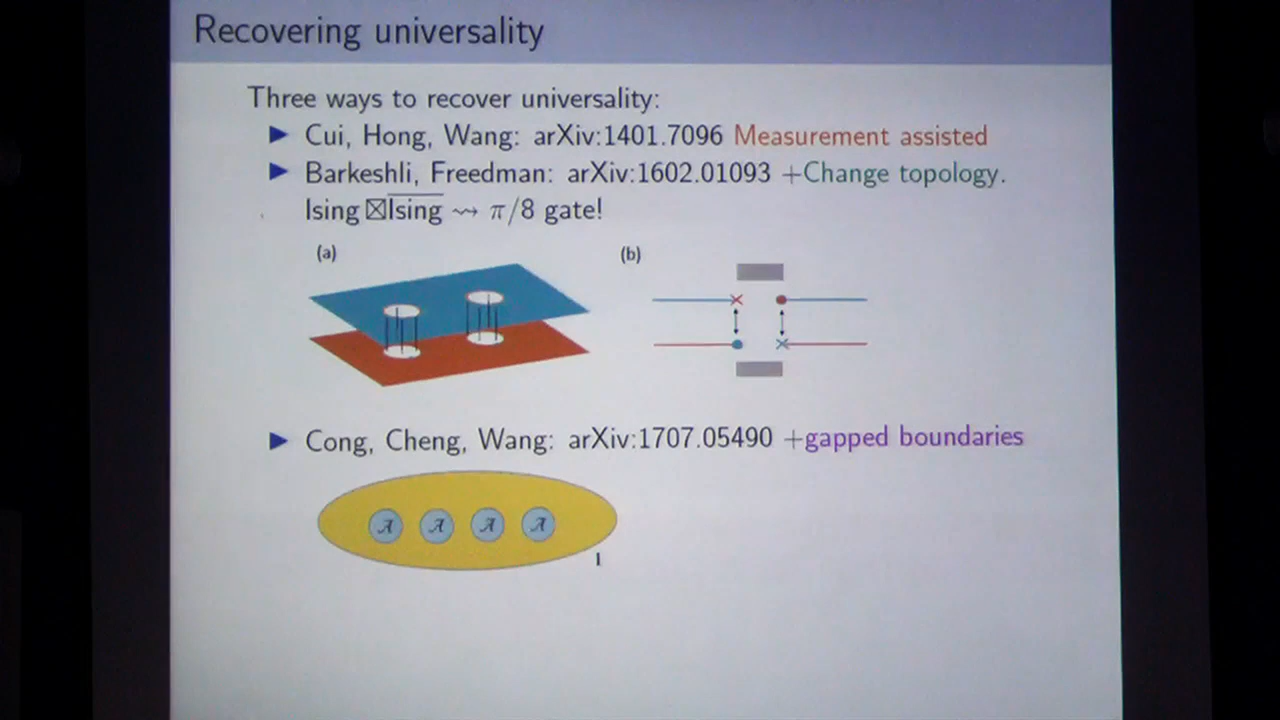 Recovering universality
Three ways to recover universality:
▶ Cui, Hong, Wang: arXiv:1401.7096 Measurement assisted
▶ Barkeshli, Freedman: arXiv:1602.01093 +Change topology.
Ising ⊠ \overline{Ising} ⇝ π/8 gate!
(a) (b)
▶ Cong, Cheng, Wang: arXiv:1707.05490 +gapped boundaries
𝒜 𝒜 𝒜 𝒜